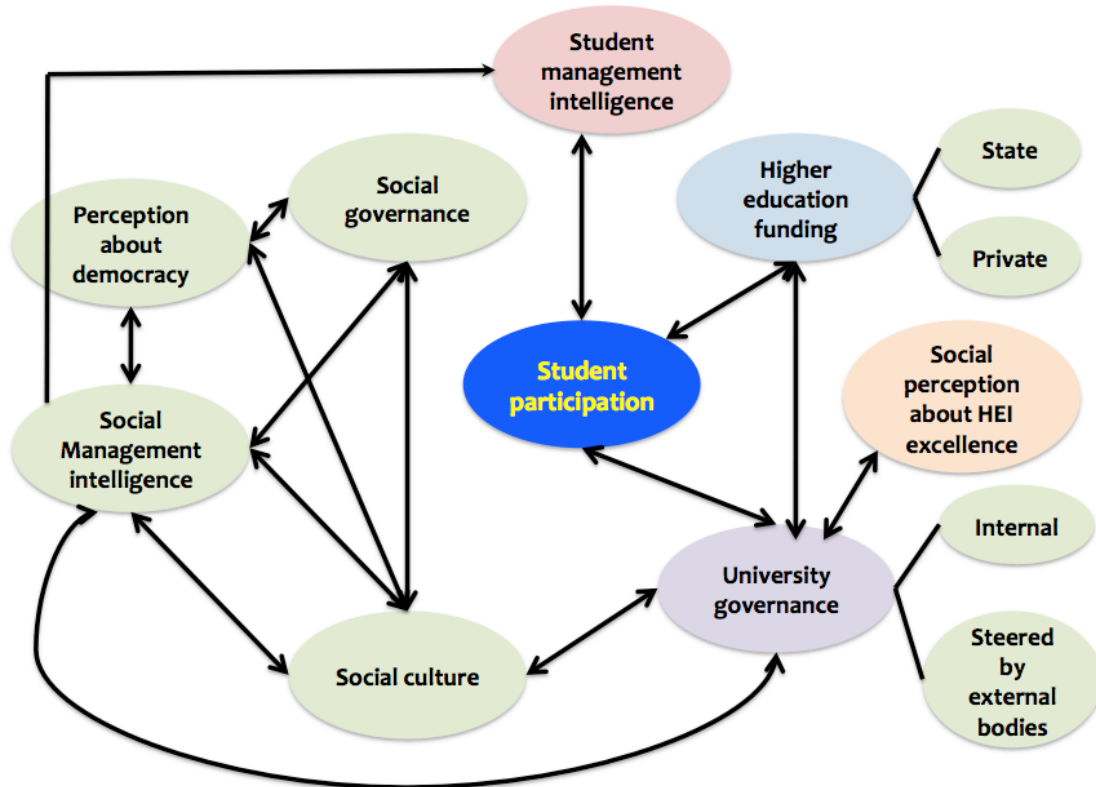 Student
management
intelligence
Social
governance
Higher
education
funding
State
Private
Perception
about
democracy
Student
participation
Social
perception
about HEI
excellence
Social
Management
intelligence
Internal
University
governance
Steered
by
external
bodies
Social culture